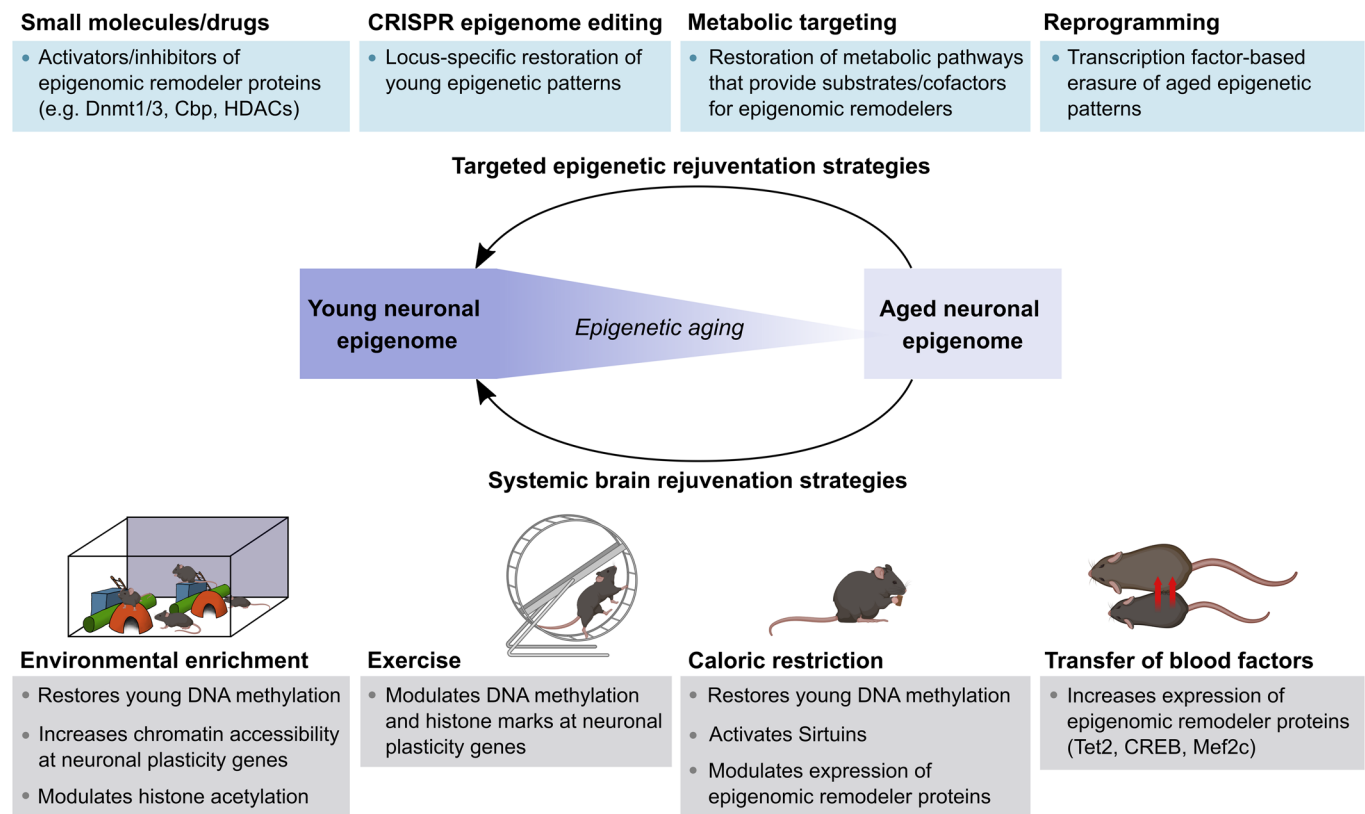 Small molecules/drugs
• Activators/inhibitors of
epigenomic remodeler proteins
(e.g. Dnmt1/3, Cbp, HDACs)
CRISPR epigenome editing
• Locus-specific restoration of
young epigenetic patterns
Metabolic targeting
• Restoration of metabolic pathways
that provide substrates/cofactors
for epigenomic remodelers
Reprogramming
• Transcription factor-based
erasure of aged epigenetic
patterns
Targeted epigenetic rejuventation strategies
Young neuronal
epigenome
Epigenetic aging
Aged neuronal
epigenome
Systemic brain rejuvenation strategies
Environmental enrichment
• Restores young DNA methylation
• Increases chromatin accessibility
at neuronal plasticity genes
• Modulates histone acetylation
Exercise
• Modulates DNA methylation
and histone marks at neuronal
plasticity genes
Caloric restriction
• Restores young DNA methylation
• Activates Sirtuins
• Modulates expression of
epigenomic remodeler proteins
Transfer of blood factors
• Increases expression of
epigenomic remodeler proteins
(Tet2, CREB, Mef2c)